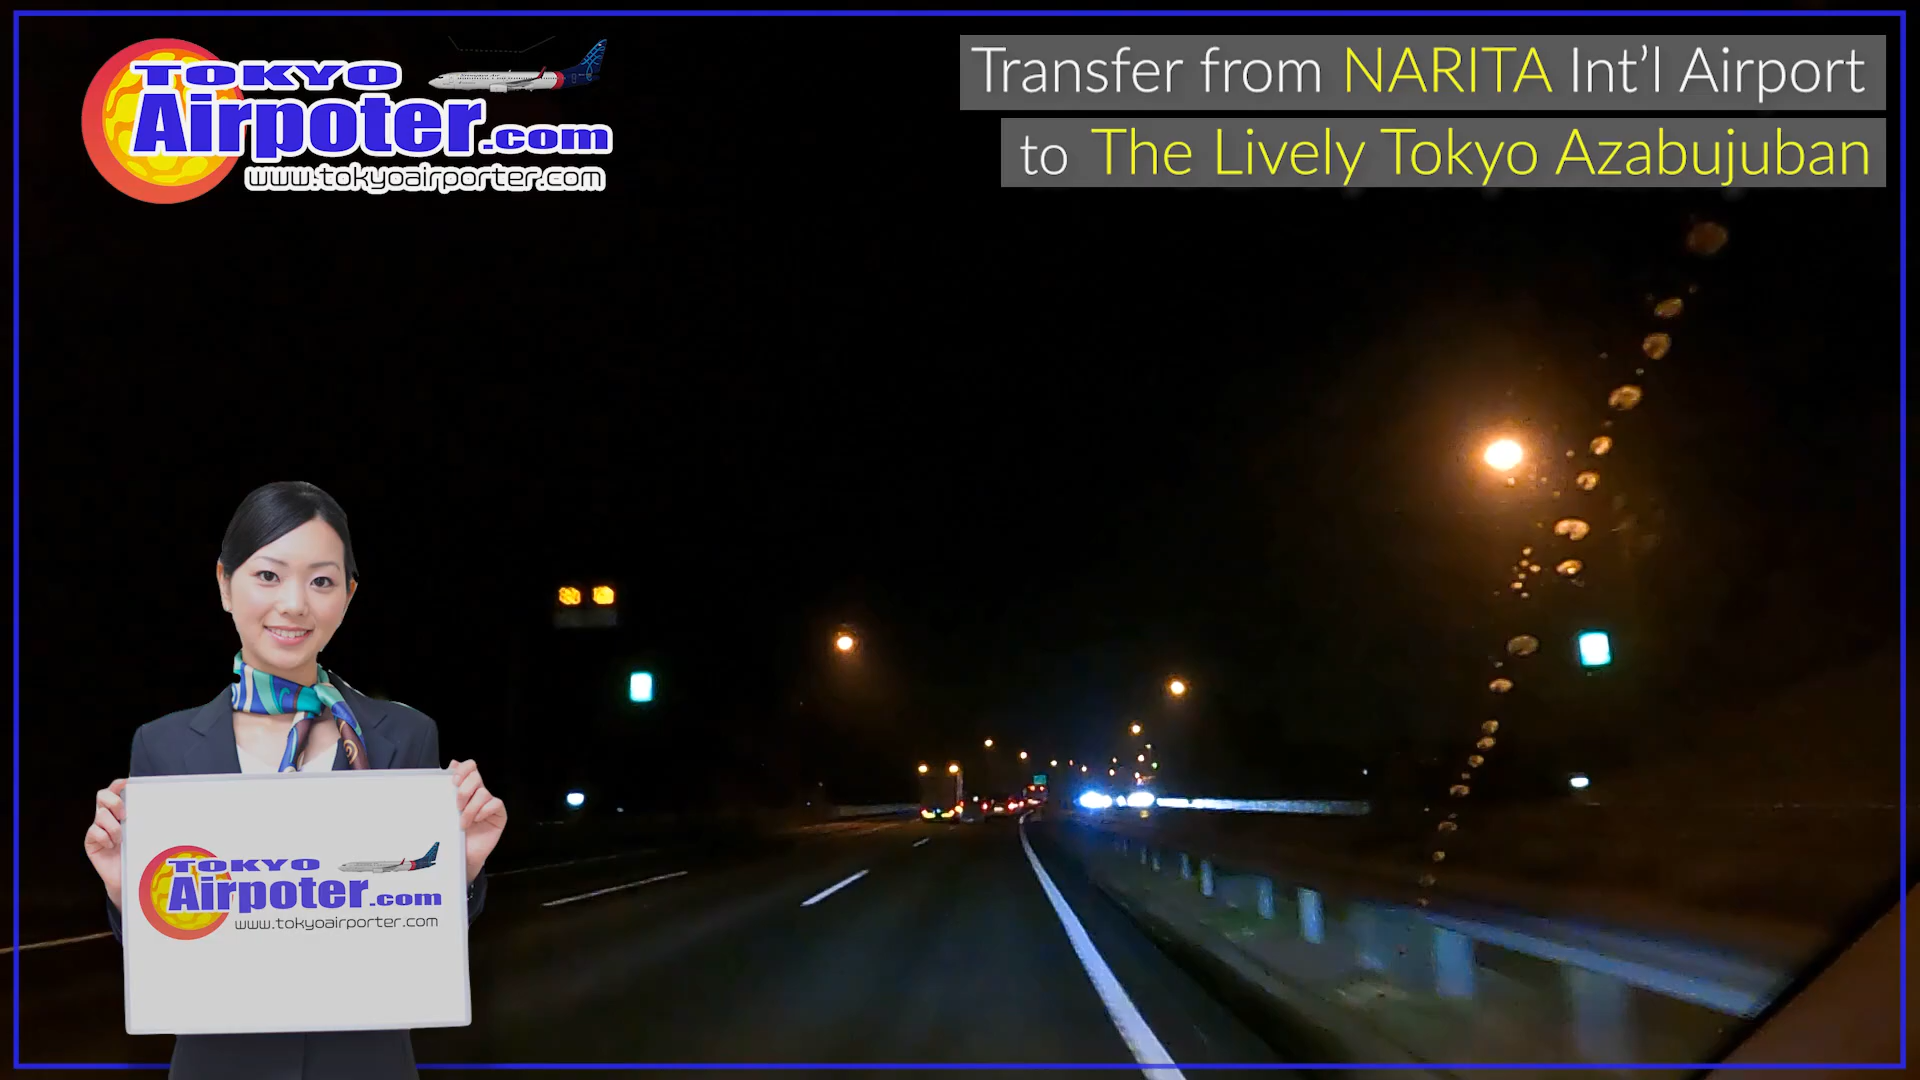 TOKYO
Airpoter.com
www.tokyoairporter.com
Transfer from NARITA Int'l Airport
to The Lively Tokyo Azabujuban
TOKYO
Airpoter.com
www.tokyoairporter.com